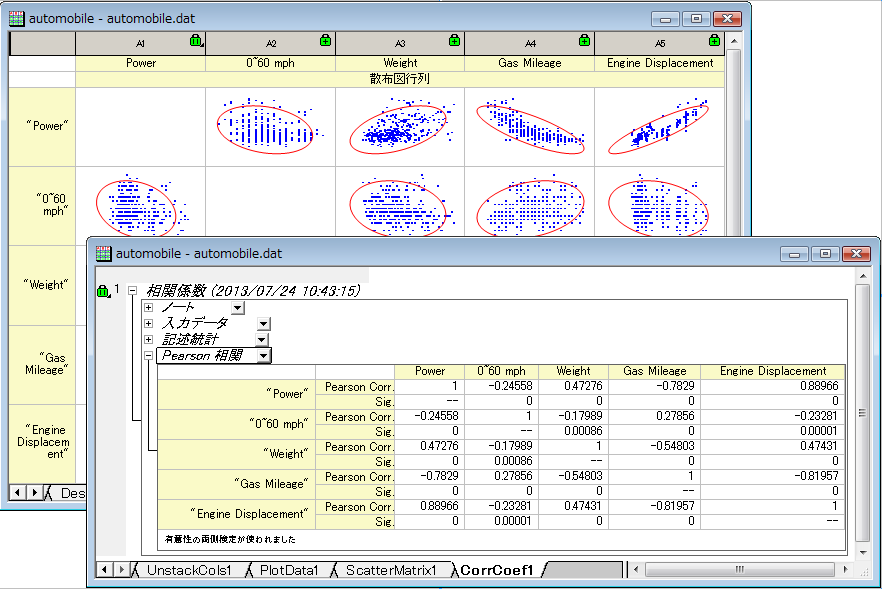 automobile - automobile.dat
A1 A2 A3 A4 A5
Power 0~60 mph Weight Gas Mileage Engine Displacement
散布図行列
"Power"
"0~60
mph"
"Weight"
"Gas
Mileage"
"Engine
Displacem
ent"
Des
automobile - automobile.dat
1 相関係数 (2013/07/24 10:43:15)
ノート
入力データ
記述統計
Pearson 相関
Power 0~60 mph Weight Gas Mileage Engine Displacement
"Power" Pearson Corr. 1 -0.24558 0.47276 -0.7829 0.88966
Sig. -- 0 0 0 0
"0~60 mph" Pearson Corr. -0.24558 1 -0.17989 0.27856 -0.23281
Sig. 0 -- 0.00086 0 0.00001
"Weight" Pearson Corr. 0.47276 -0.17989 1 -0.54803 0.47431
Sig. 0 0.00086 -- 0 0
"Gas Mileage" Pearson Corr. -0.7829 0.27856 -0.54803 1 -0.81957
Sig. 0 0 0 -- 0
"Engine Displacement" Pearson Corr. 0.88966 -0.23281 0.47431 -0.81957 1
Sig. 0 0.00001 0 0 --
有意性の両側検定が使われました
UnstackCols1 PlotData1 ScatterMatrix1 CorrCoef1